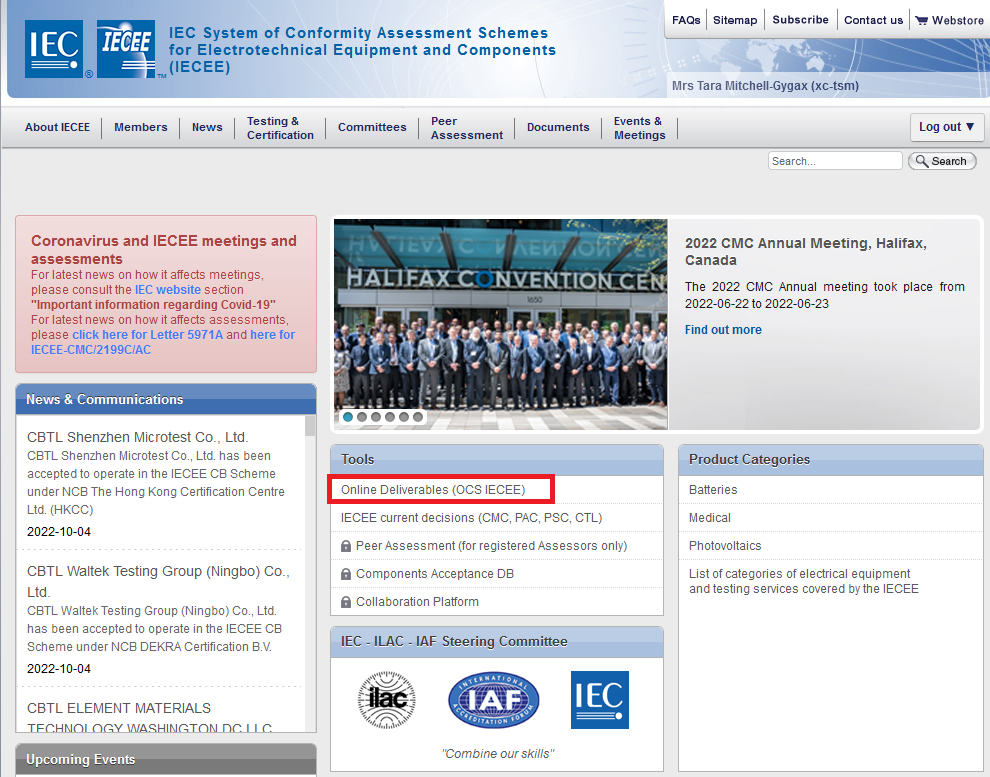 FAQs
Sitemap
Subscribe
Contact us
Webstore
IEC
®
IECEE
TM
IEC System of Conformity Assessment Schemes
for Electrotechnical Equipment and Components
(IECEE)
Mrs Tara Mitchell-Gygax (xc-tsm)
About IECEE
Members
News
Testing &
Certification
Committees
Peer
Assessment
Documents
Events &
Meetings
Log out ▼
Search...
Search
Coronavirus and IECEE meetings and
assessments
For latest news on how it affects meetings,
please consult the IEC website section
"Important information regarding Covid-19"
For latest news on how it affects assessments,
please click here for Letter 5971A and here for
IECEE-CMC/2199C/AC
HALIFAX CONVENTION CEN
1650
2022 CMC Annual Meeting, Halifax,
Canada
The 2022 CMC Annual meeting took place from
2022-06-22 to 2022-06-23
Find out more
News & Communications
CBTL Shenzhen Microtest Co., Ltd.
CBTL Shenzhen Microtest Co., Ltd. has been
accepted to operate in the IECEE CB Scheme
under NCB The Hong Kong Certification Centre
Ltd. (HKCC)
2022-10-04
CBTL Waltek Testing Group (Ningbo) Co.,
Ltd.
CBTL Waltek Testing Group (Ningbo) Co., Ltd.
has been accepted to operate in the IECEE CB
Scheme under NCB DEKRA Certification B.V.
2022-10-04
CBTL ELEMENT MATERIALS
TECHNOLOGY WASHINGTON DC LLC
Upcoming Events
Tools
Online Deliverables (OCS IECEE)
IECEE current decisions (CMC, PAC, PSC, CTL)
Peer Assessment (for registered Assessors only)
Components Acceptance DB
Collaboration Platform
IEC - ILAC - IAF Steering Committee
ilac
INTERNATIONAL
IAF
ACCREDITATION FORUM
IEC
"Combine our skills"
Product Categories
Batteries
Medical
Photovoltaics
List of categories of electrical equipment
and testing services covered by the IECEE